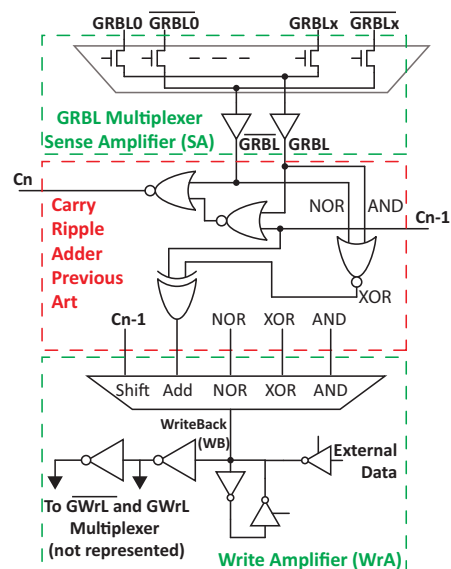 GRBL0 GRBL0 GRBLx GRBLx
GRBL Multiplexer
Sense Amplifier (SA)
GRBL GRBL
Cn
Carry
Ripple
Adder
Previous
Art
NOR AND
Cn-1
XOR
Cn-1 NOR XOR AND
Shift Add NOR XOR AND
WriteBack
(WB)
External
Data
To GWrL and GWrL
Multiplexer
(not represented)
Write Amplifier (WrA)